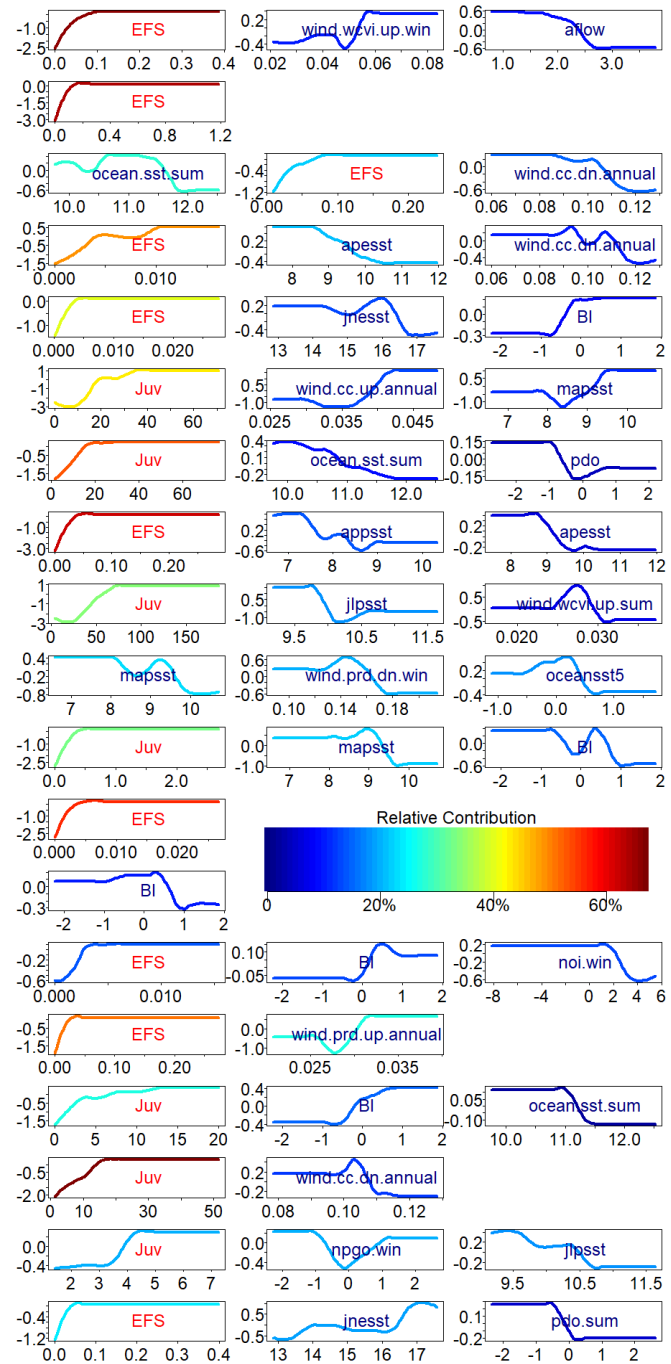 -1.0
-2.5
EFS
0.0 0.1 0.2 0.3 0.4
0.2
-0.4
wind.wcvi.up.win
0.02 0.04 0.06 0.08
0.6
0.0
-0.6
aflow
1 2 3
0.0
-1.5
-3.0
EFS
0.0 0.4 0.8 1.2
0.0
-0.6
ocean.sst.sum
10.0 11.0 12.0
-0.4
-1.2
EFS
0.00 0.10 0.20
0.0
-0.6
wind.cc.dn.annual
0.06 0.08 0.10 0.12
0.5
-0.5
-1.5
EFS
0.000 0.010
0.2
-0.4
apesst
8 9 10 11 12
0.0
-0.4
wind.cc.dn.annual
0.06 0.08 0.10 0.12
0.0
-1.0
EFS
0.000 0.010 0.020
0.2
-0.4
jnesst
13 14 15 16 17
0.0
-0.3
BI
-2 -1 0 1
1
-1
-3
Juv
0 20 40 60
0.5
-1.0
wind.cc.up.annual
0.025 0.035 0.049
0.5
-1.0
mapsst
7 8 9 10
-0.5
-1.5
Juv
0 20 40 60
0.4
0.1
-0.2
ocean.sst.sum
10.0 11.0 12.0
0.15
0.00
-0.15
pdo
-2 -1 0 1 2
-1.0
-3.0
EFS
0.00 0.10 0.20
0.2
-0.6
appsst
7 8 9 10
0.2
-0.2
apesst
8 9 10 11 12
1
-1
-3
Juv
0 50 100 150
0.5
-1.0
jlpsst
9.5 10.5 11.5
0.5
-0.5
wind.wcvi.up.sum
0.020 0.030
0.4
-0.2
-0.8
mapsst
7 8 9 10
0.6
0.0
-0.6
wind.prd.dn.win
0.10 0.14 0.18
0.2
-0.4
oceansst5
-1.0 0.0 1.0
-1.0
-2.5
Juv
0.0 1.0 2.0
0.5
-1.0
mapsst
7 8 9 10
0.0
-0.6
BI
-2 -1 0 1 2
-1.0
-2.5
EFS
0.000 0.010 0.020
Relative Contribution
0 20% 40% 60%
0.0
-0.3
BI
-2 -1 0 1 2
-0.2
-0.6
EFS
0.000 0.010
0.10
-0.05
BI
-2 -1 0 1 2
0.2
-0.2
-0.6
noi.win
-8 -4 0 2 4 6
-0.5
-1.5
EFS
0.00 0.10 0.20
0.5
-1.0
wind.prd.up.annual
0.025 0.035
-0.5
-1.5
Juv
0 5 10 15 20
0.4
0.0
-0.4
BI
-2 -1 0 1 2
-0.10
ocean.sst.sum
10.0 11.0 12.0
-0.5
-2.0
Juv
0 10 20 30 40 50
0.2
-0.2
wind.cc.dn.annual
0.08 0.10 0.12
0.0
-0.4
Juv
2 3 4 5 6 7
0.2
-0.4
npgo.win
-2 -1 0 1 2 3
0.2
-0.2
jlpsst
9.5 10.5 11.5
-0.4
-1.2
EFS
0.0 0.1 0.2 0.3 0.4
0.5
-0.5
jnesst
13 14 15 16 17
0.1
-0.2
pdo.sum
-2 -1 0 1 2